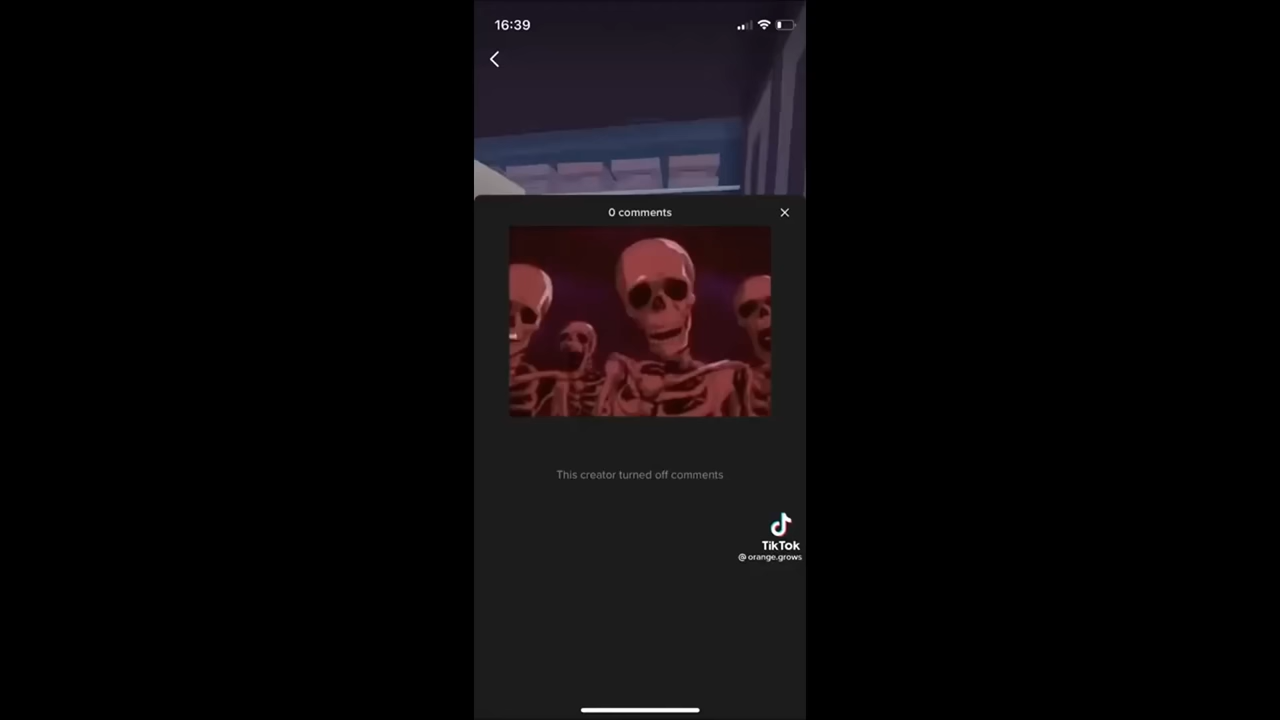 16:39
0 comments
This creator turned off comments
TikTok
@orange.grows